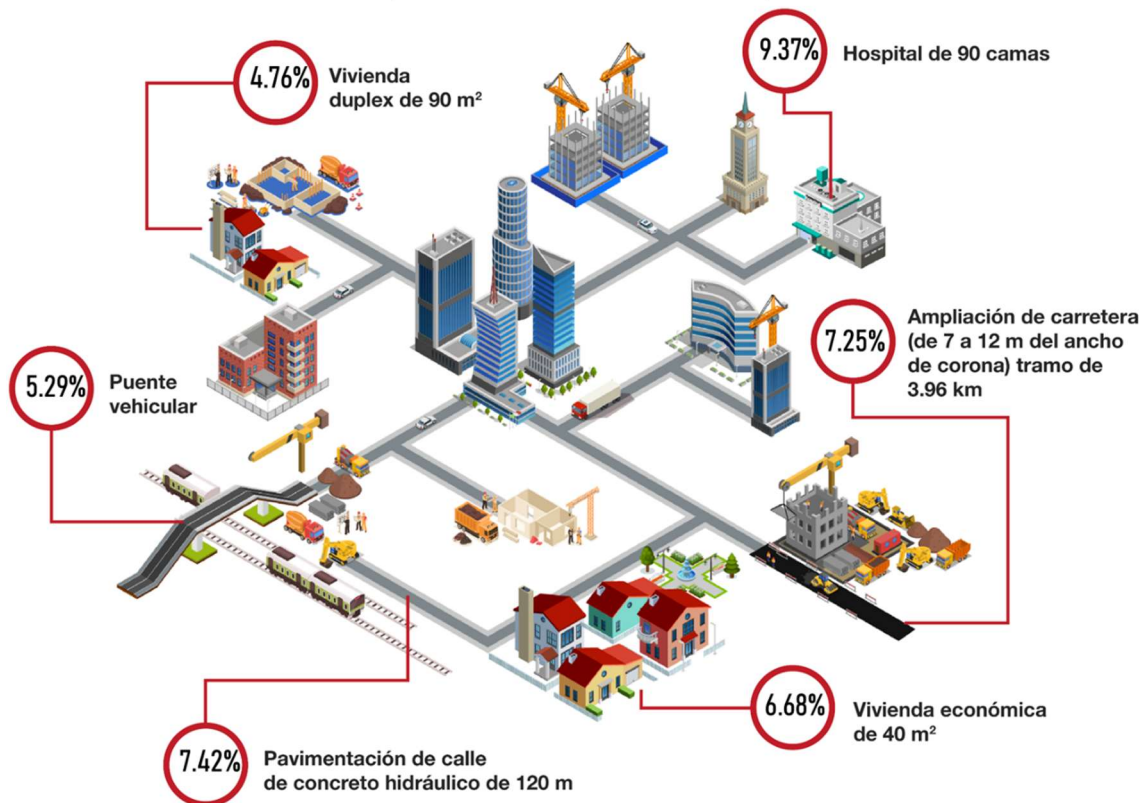 4.76%
Vivienda
duplex de 90 m²
9.37%
Hospital de 90 camas
7.25%
Ampliación de carretera
(de 7 a 12 m del ancho
de corona) tramo de
3.96 km
5.29%
Puente
vehicular
6.68%
Vivienda económica
de 40 m²
7.42%
Pavimentación de calle
de concreto hidráulico de 120 m